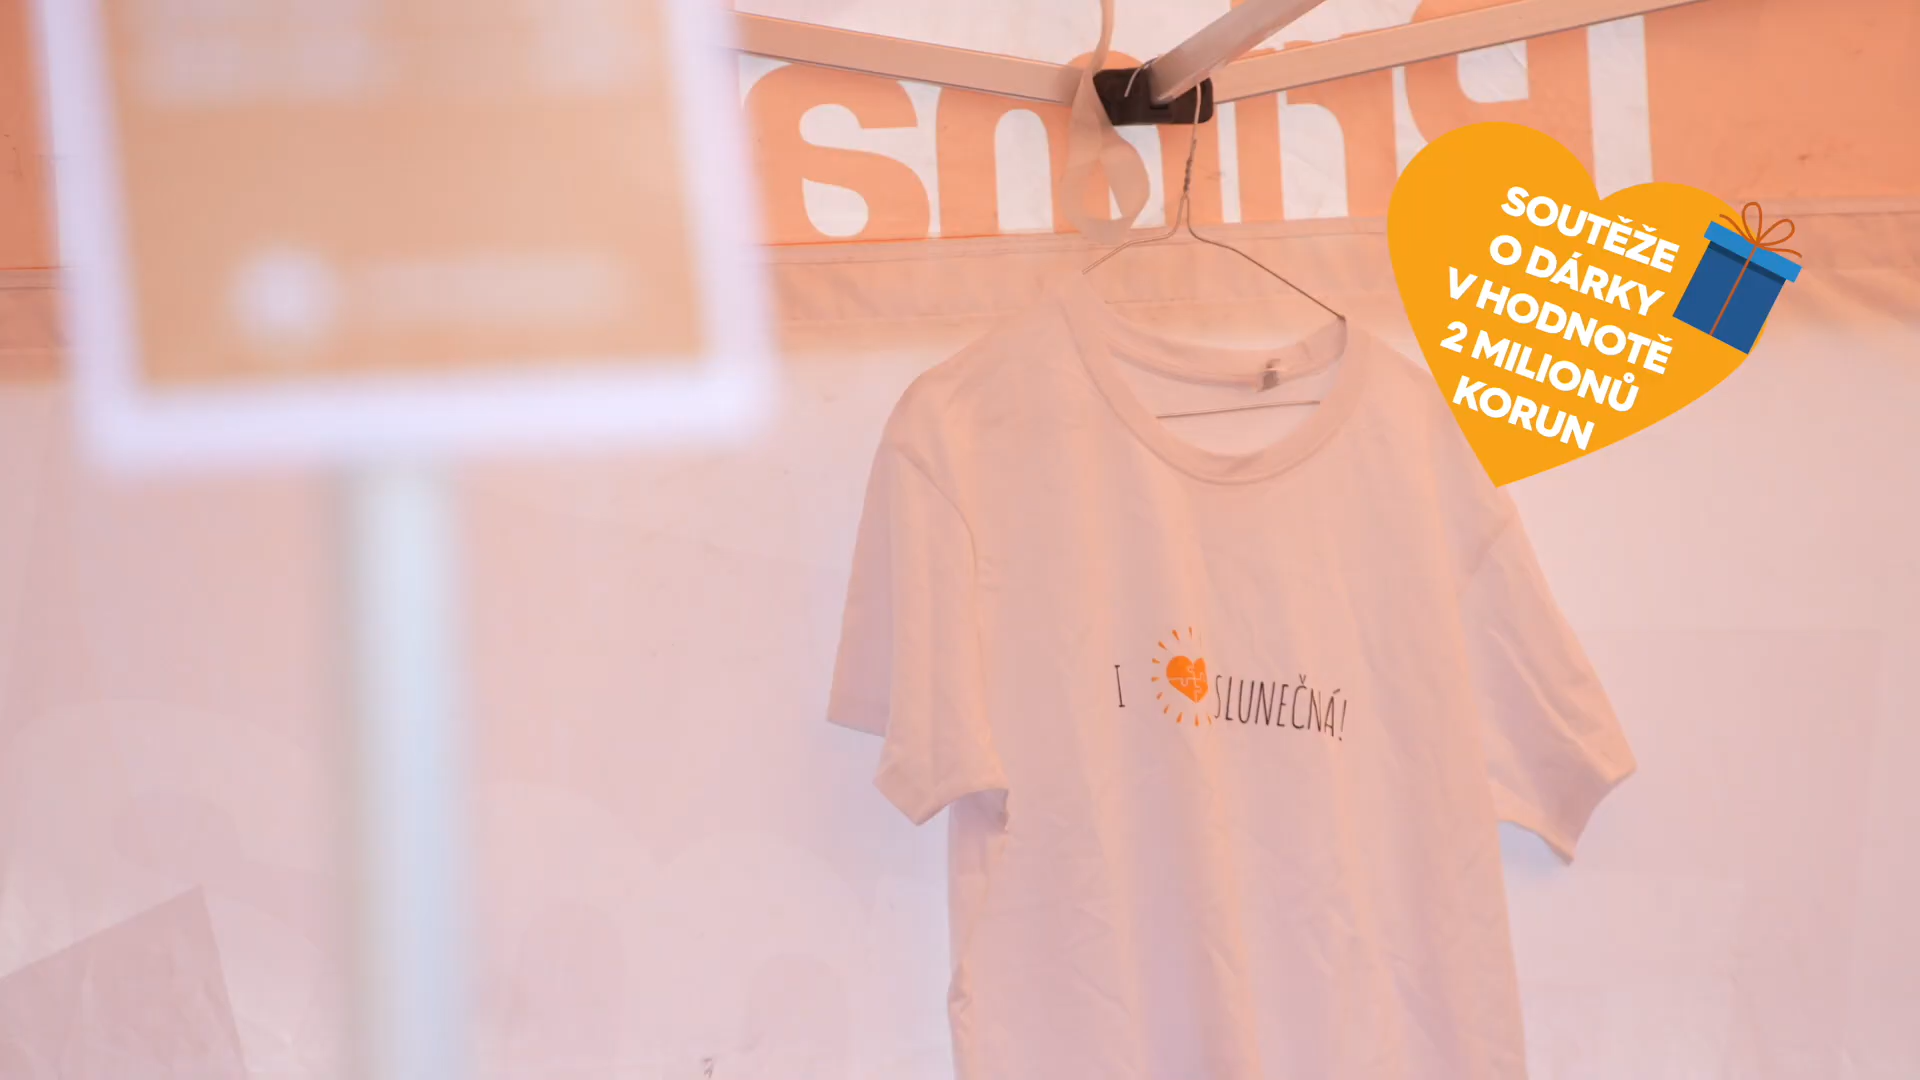 SOUTĚŽE
O DÁRKY
V HODNOTĚ
2 MILIONŮ
KORUN
I SLUNEČNÁ!